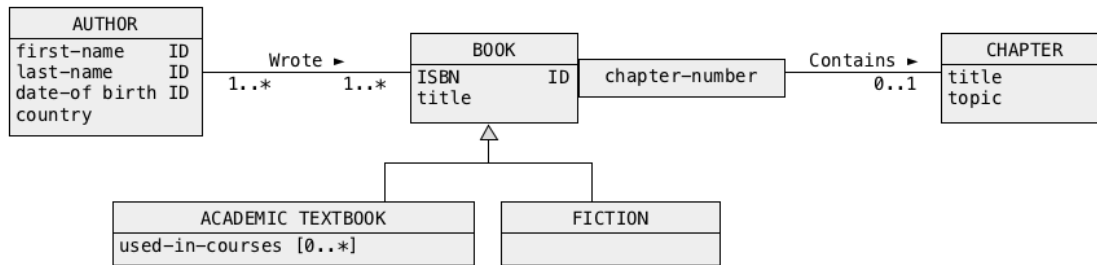 AUTHOR
first-name ID
last-name ID
date-of birth ID
country
Wrote ►
1..* 1..*
BOOK
ISBN ID
title
chapter-number
Contains ►
0..1
CHAPTER
title
topic
ACADEMIC TEXTBOOK
used-in-courses [0..*]
FICTION